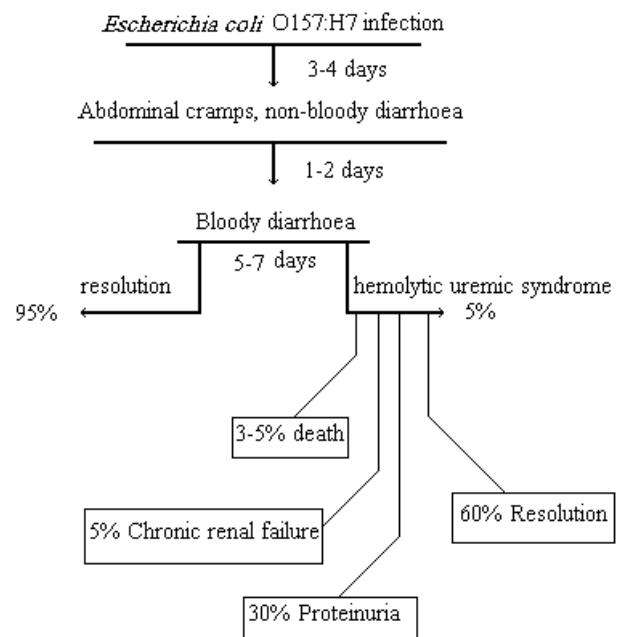 Escherichia coli O157:H7 infection
3-4 days
Abdominal cramps, non-bloody diarrhoea
1-2 days
Bloody diarrhoea
5-7 days
resolution
hemolytic uremic syndrome
95%
5%
3-5% death
60% Resolution
5% Chronic renal failure
30% Proteinuria